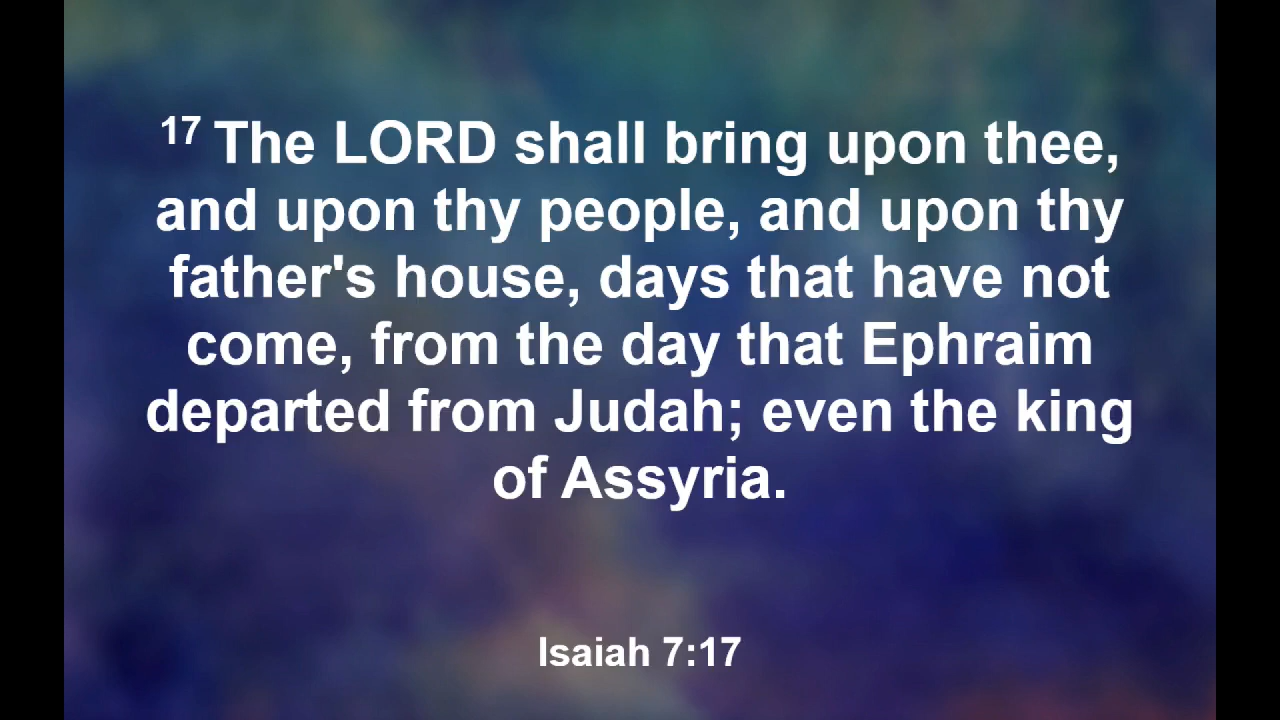 17 The LORD shall bring upon thee,
and upon thy people, and upon thy
father's house, days that have not
come, from the day that Ephraim
departed from Judah; even the king
of Assyria.
Isaiah 7:17